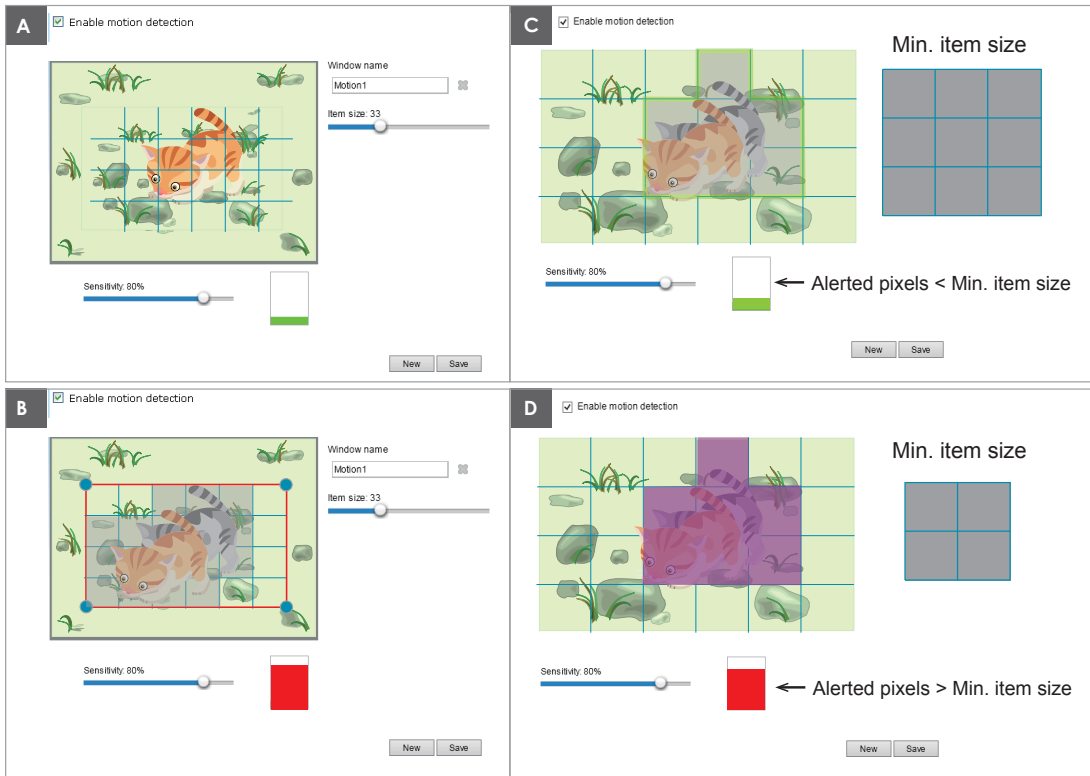 A
Enable motion detection
Window name
Motion1
Item size: 33
Sensitivity: 80%
New
Save
B
Enable motion detection
Window name
Motion1
Item size: 33
Sensitivity: 80%
New
Save
C
Enable motion detection
Min. item size
Sensitivity: 80%
Alerted pixels < Min. item size
New
Save
D
Enable motion detection
Min. item size
Sensitivity: 80%
Alerted pixels > Min. item size
New
Save